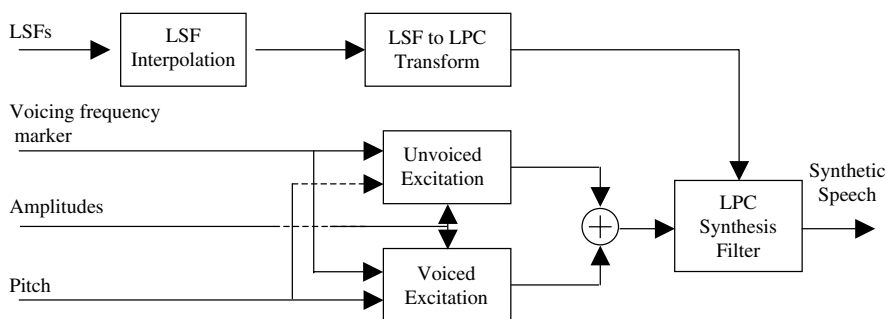 LSFs
LSF
Interpolation
LSF to LPC
Transform
Voicing frequency
marker
Unvoiced
Excitation
Amplitudes
Voiced
Excitation
Pitch
LPC
Synthesis
Filter
Synthetic
Speech